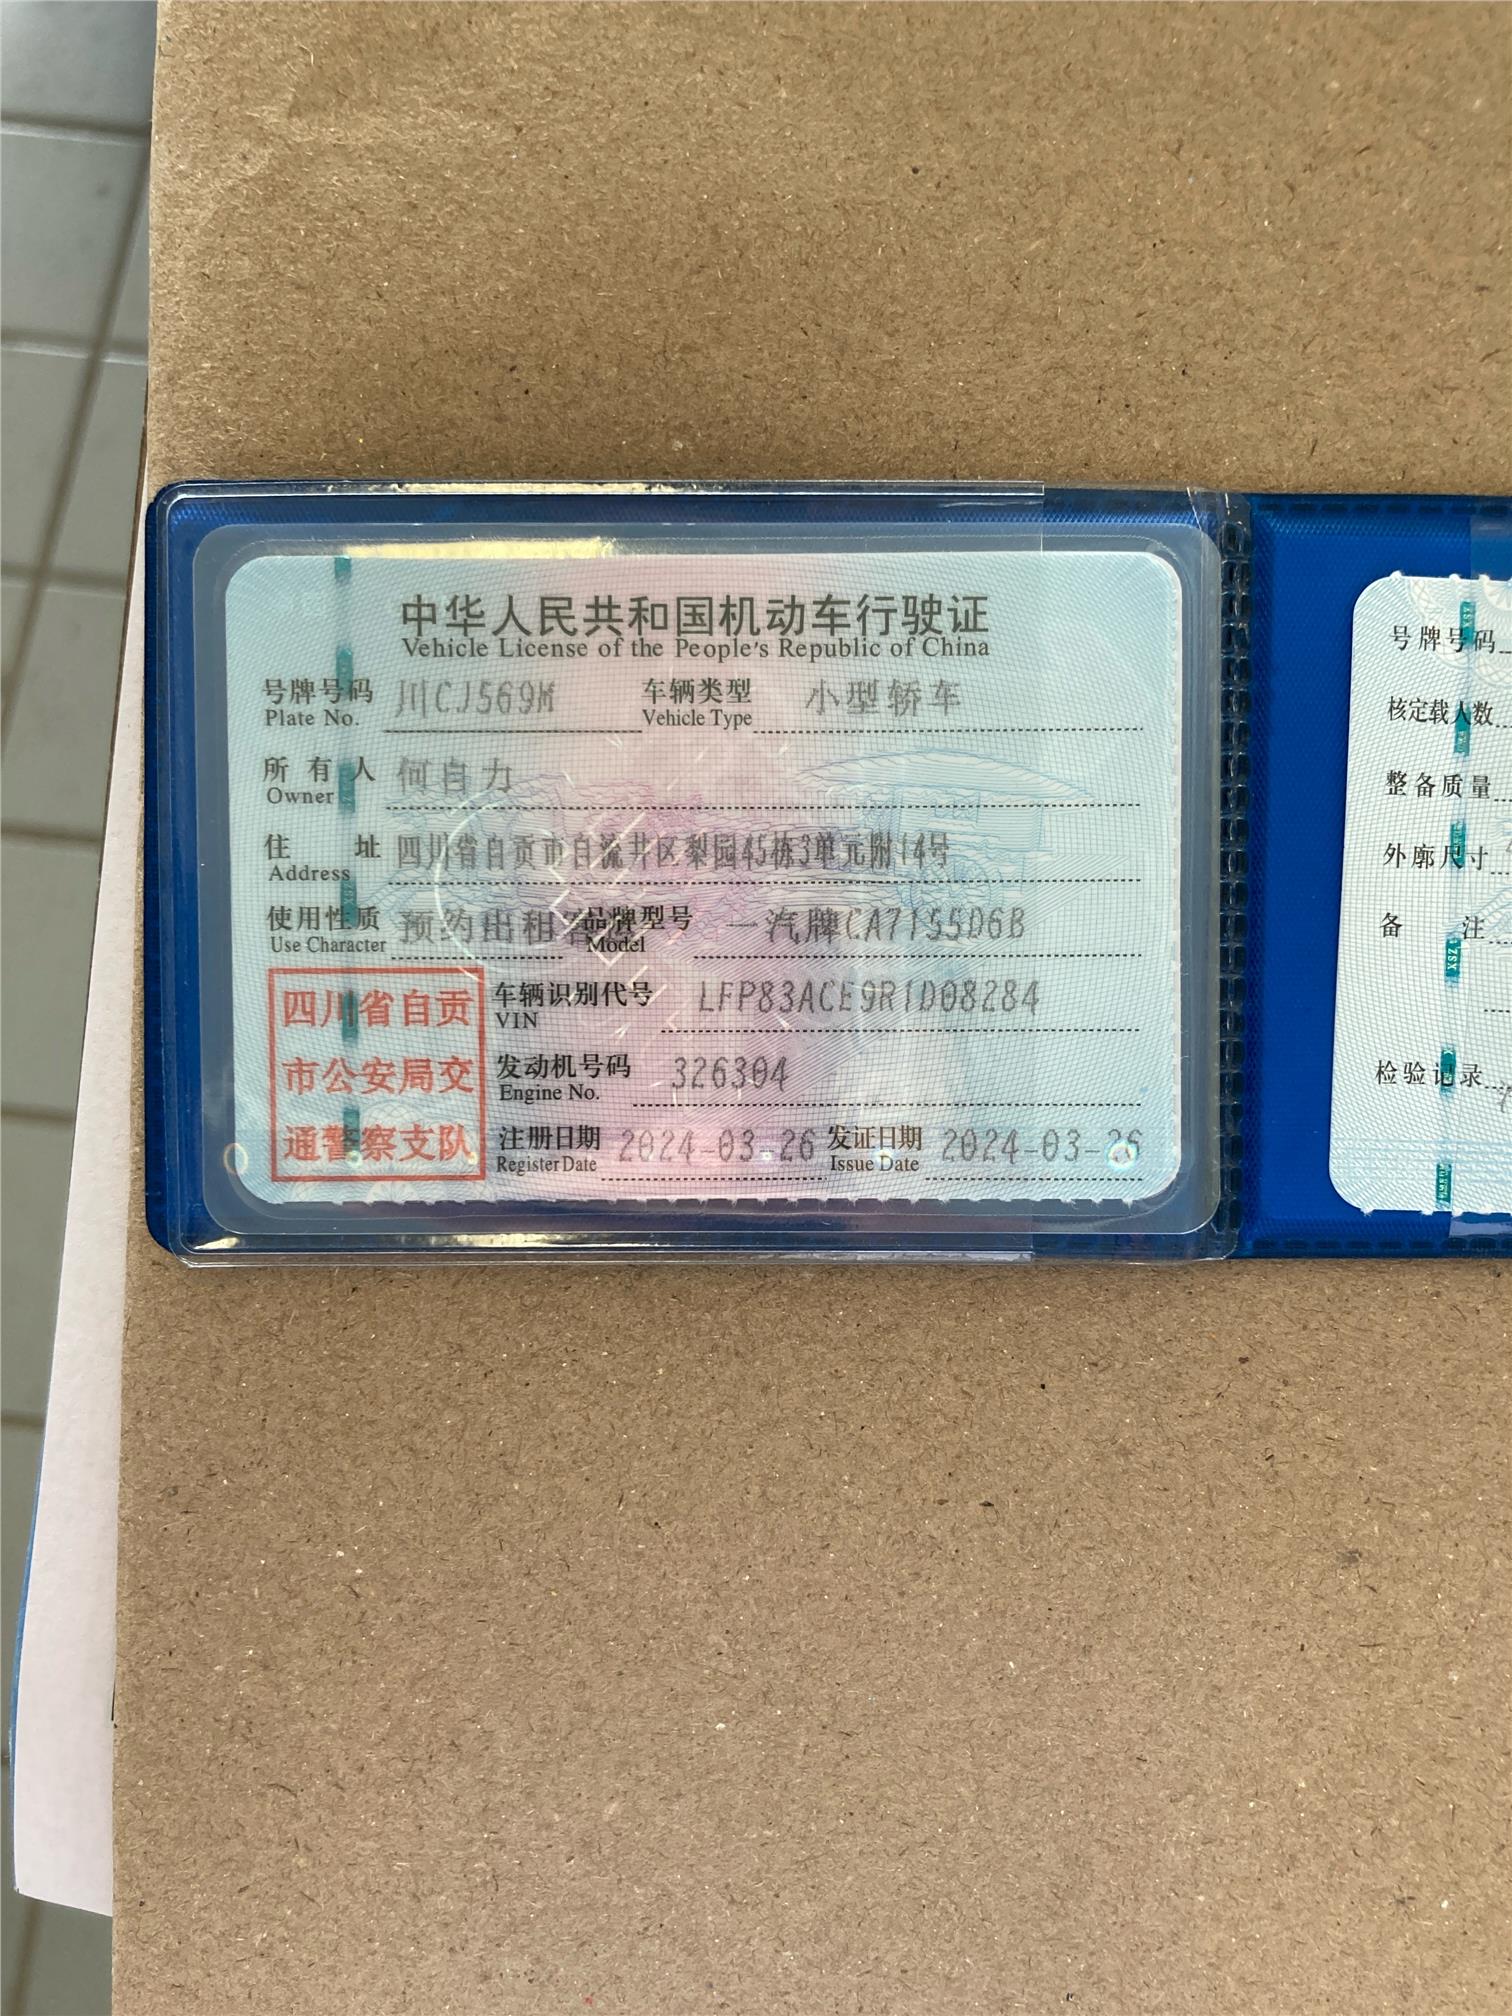 中华人民共和国机动车行驶证
Vehicle License of the People's Republic of China
号牌号码 川CJ569M 车辆类型 小型轿车
Plate No. Vehicle Type
所有人 何自力
Owner
住址 四川省自贡市自流井区梨园45栋3单元附14号
Address
使用性质 预约出租客 品牌型号 一汽牌CA7155D6B
Use Character Model
四川省自贡
市公安局交
通警察支队
车辆识别代号 LFP83ACE9R1D08284
VIN
发动机号码 326304
Engine No.
注册日期 2024-03-26 发证日期 2024-03-26
Register Date Issue Date
号牌号码
核定载人数
整备质量
外廓尺寸
备注
检验记录